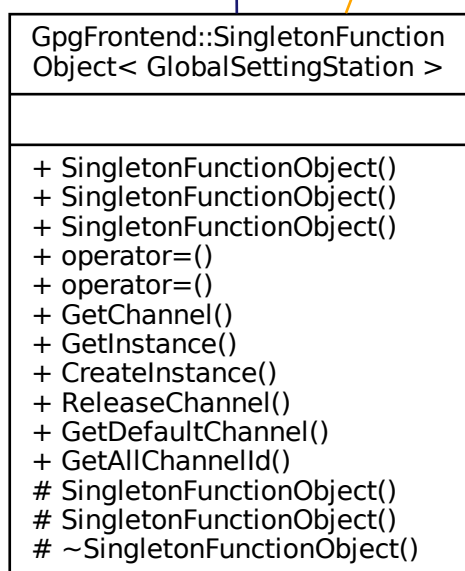 GpgFrontend::SingletonFunction
Object< GlobalSettingStation >
+ SingletonFunctionObject()
+ SingletonFunctionObject()
+ SingletonFunctionObject()
+ operator=()
+ operator=()
+ GetChannel()
+ GetInstance()
+ CreateInstance()
+ ReleaseChannel()
+ GetDefaultChannel()
+ GetAllChannelId()
# SingletonFunctionObject()
# SingletonFunctionObject()
# ~SingletonFunctionObject()